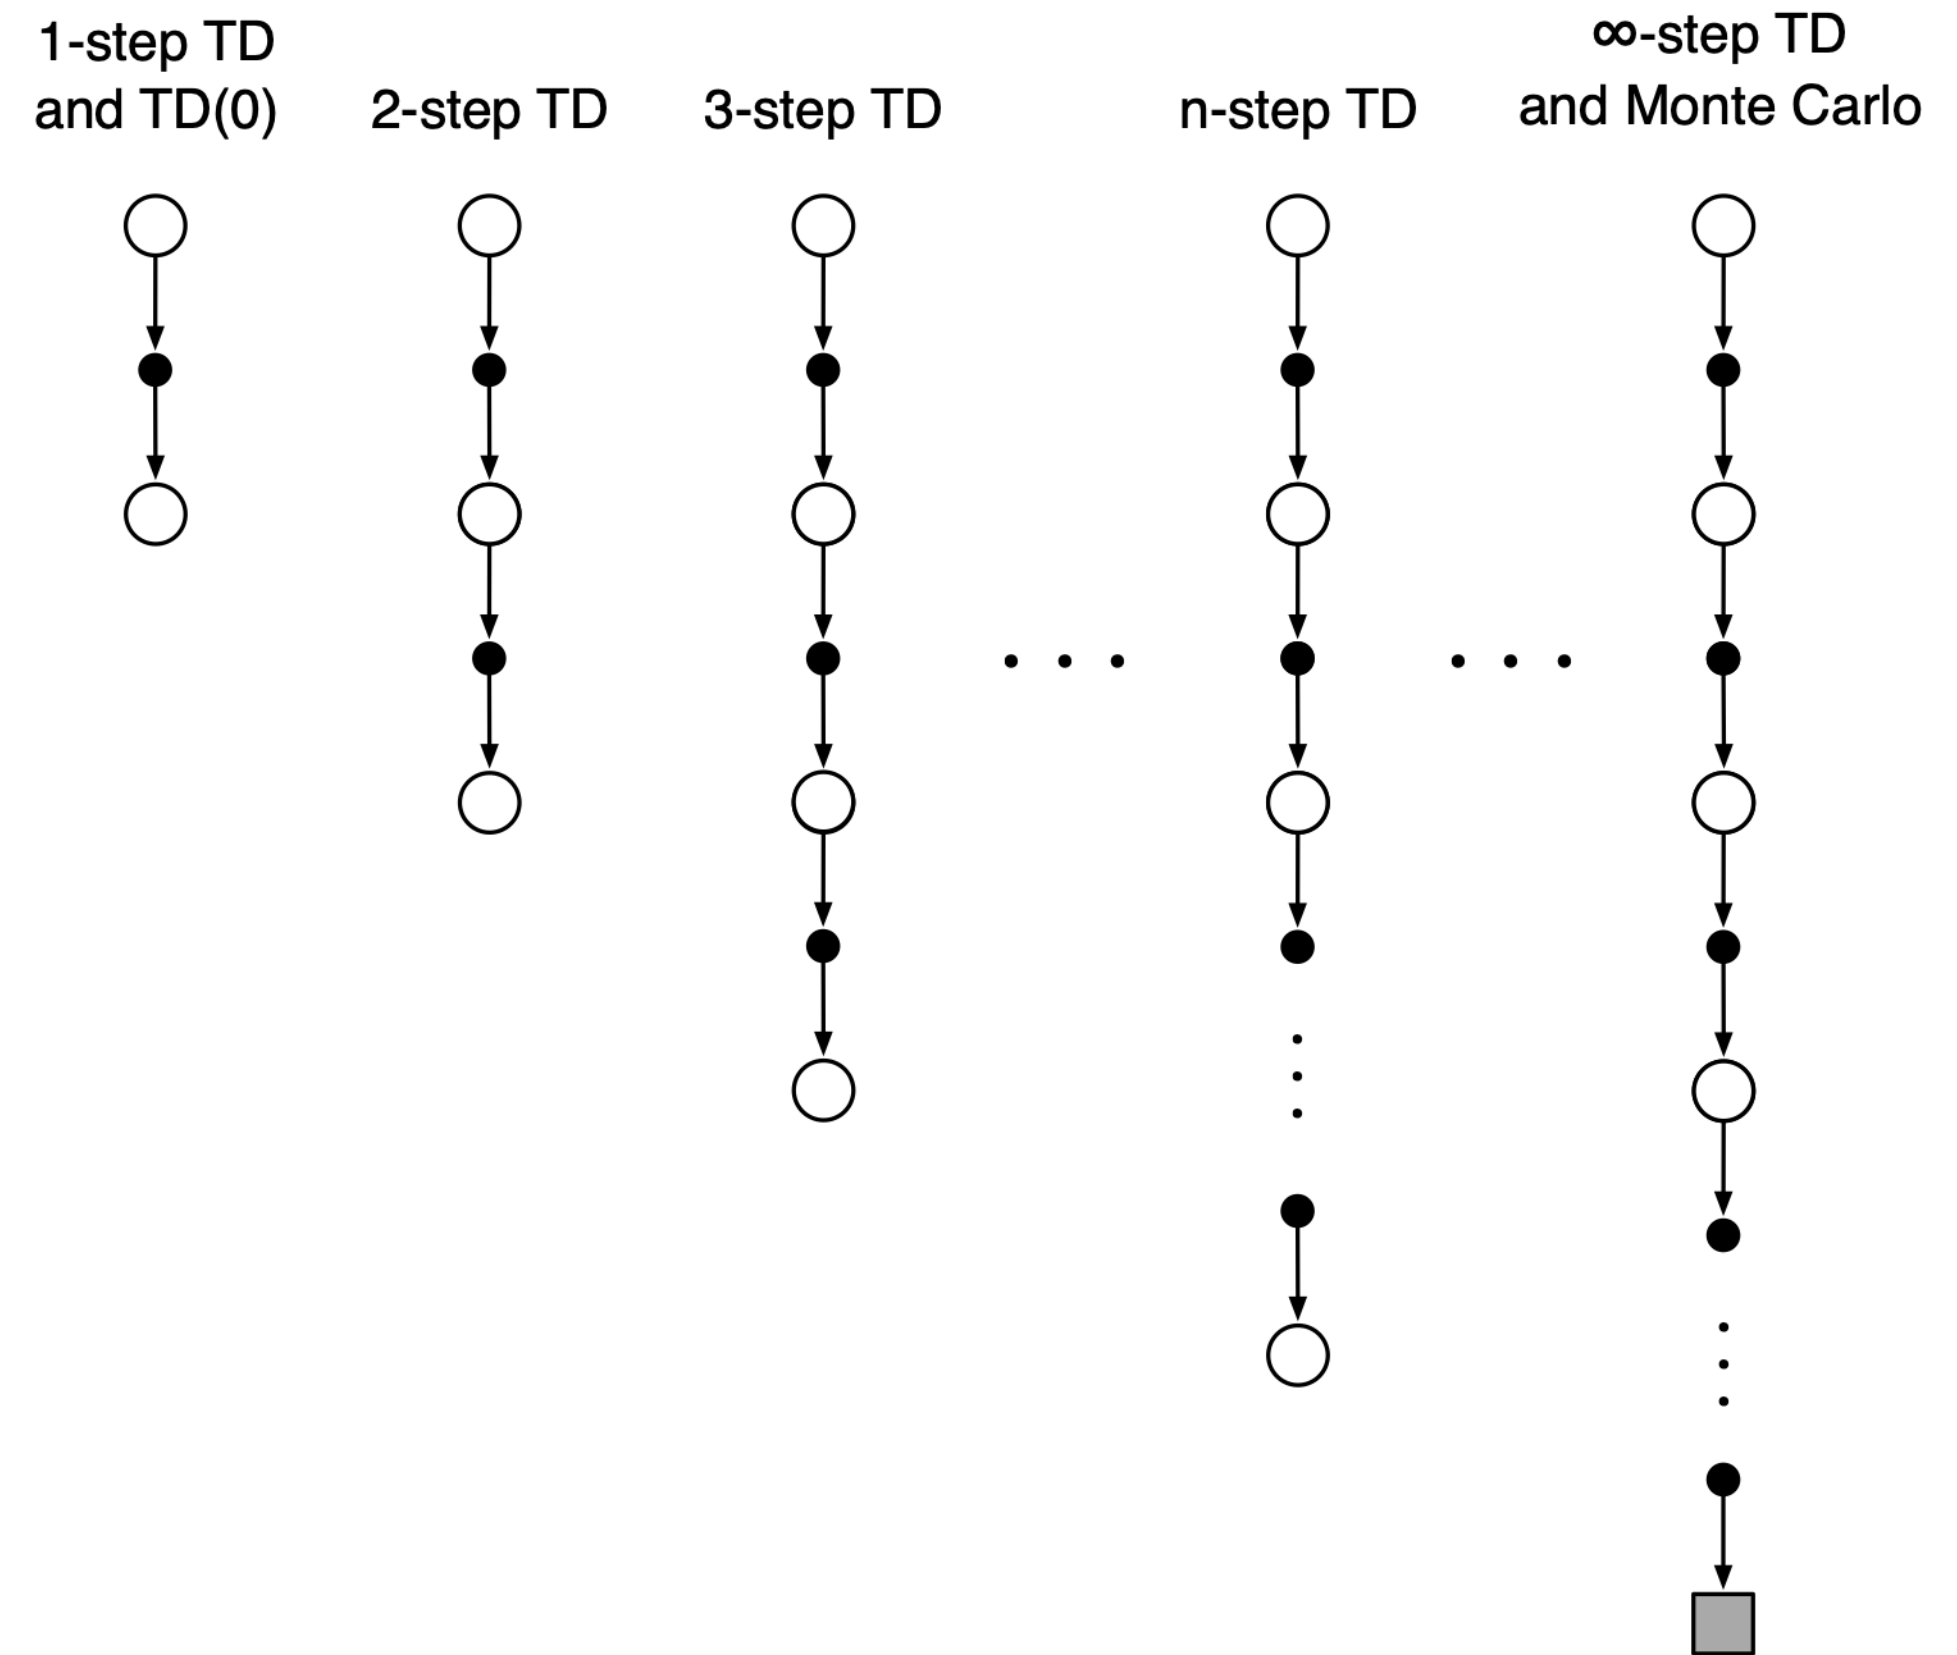 1-step TD
and TD(0)
2-step TD
3-step TD
n-step TD
∞-step TD
and Monte Carlo